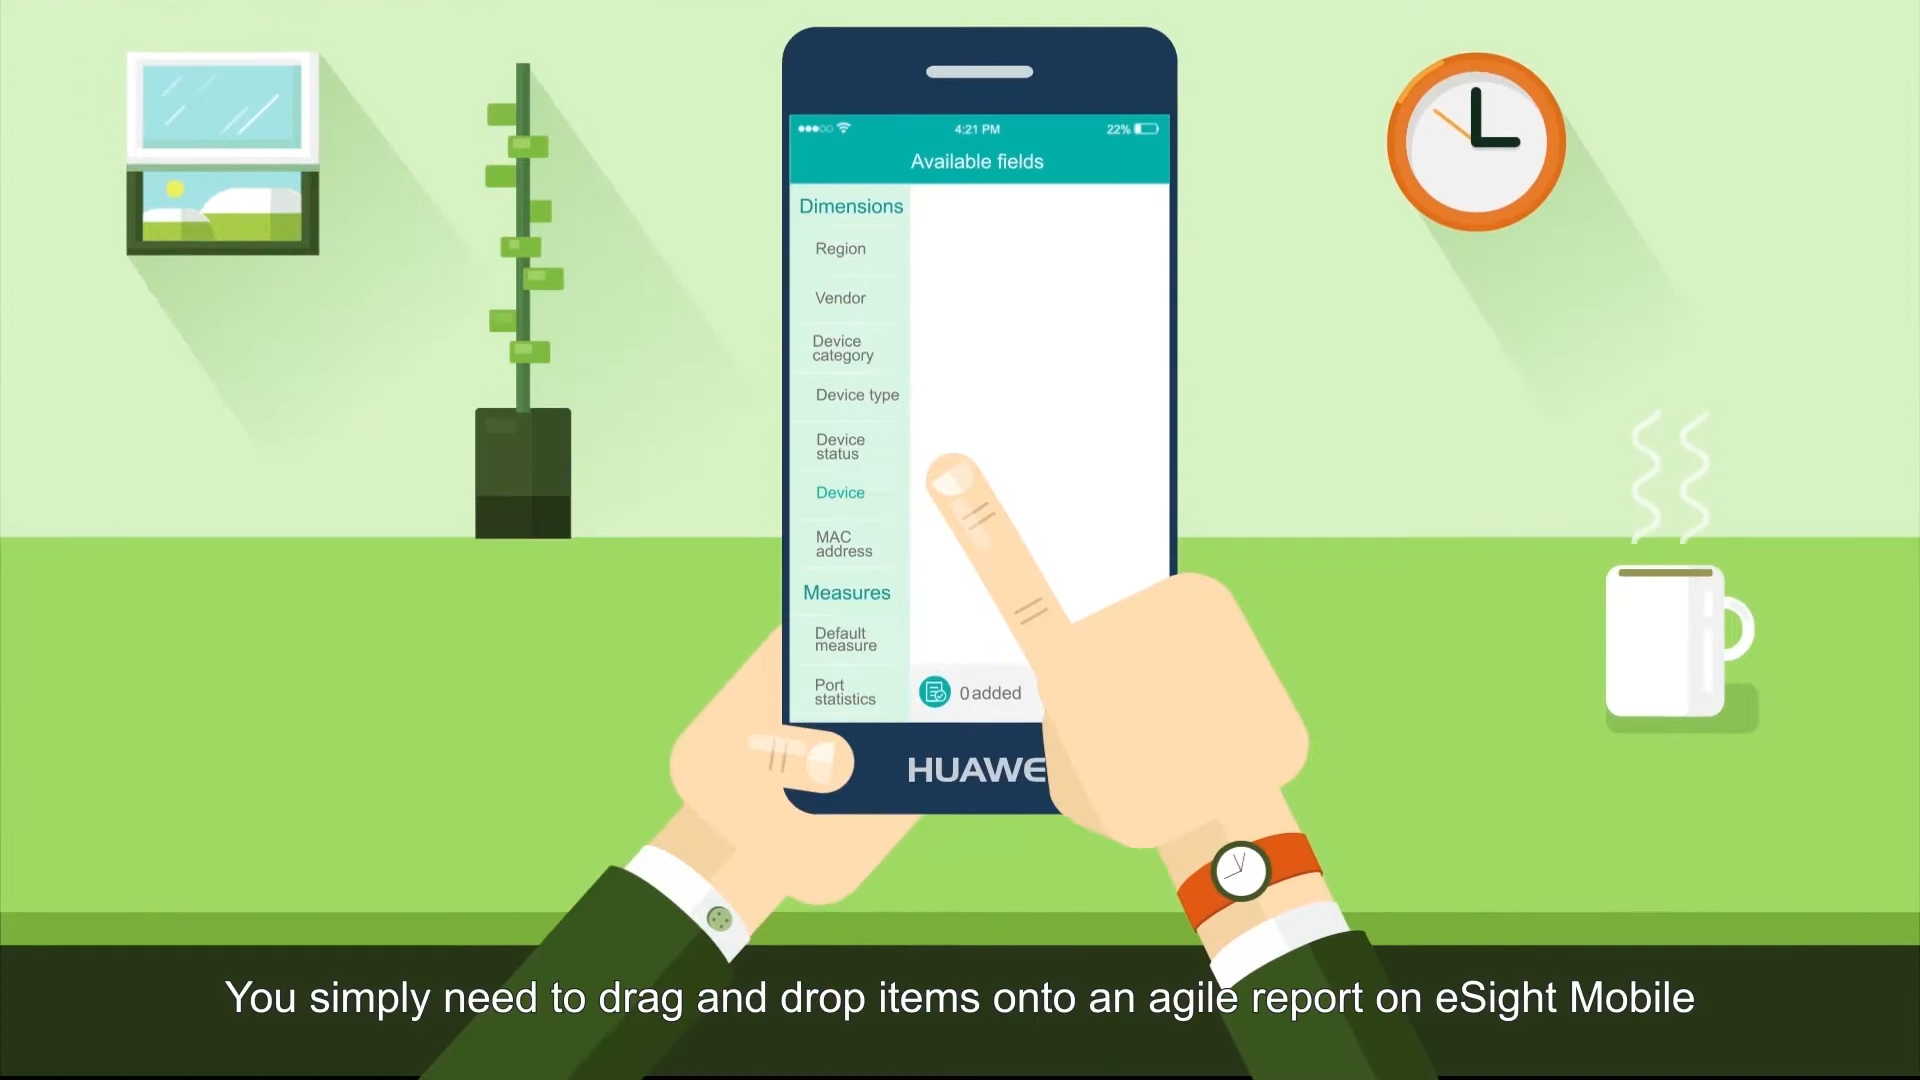 4:21 PM
22%
Available fields
Dimensions
Region
Vendor
Device
category
Device type
Device
status
Device
MAC
address
Measures
Default
measure
Port
statistics
0 added
HUAWE
You simply need to drag and drop items onto an agile report on eSight Mobile